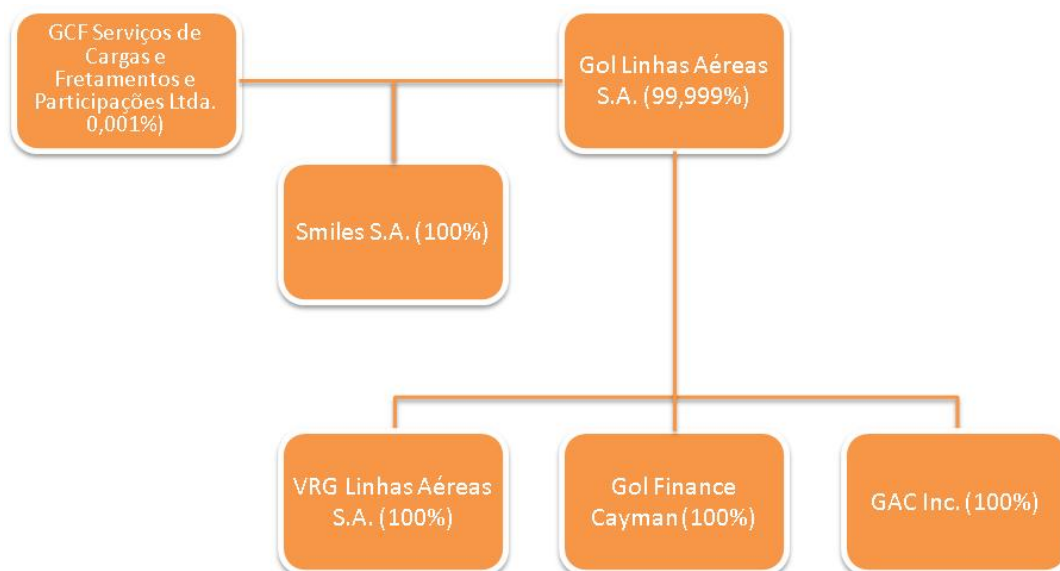 GCF Serviços de
Cargas e
Fretamentos e
Participações Ltda.
0,001%)
Gol Linhas Aéreas
S.A. (99,999%)
Smiles S.A. (100%)
VRG Linhas Aéreas
S.A. (100%)
Gol Finance
Cayman (100%)
GAC Inc. (100%)